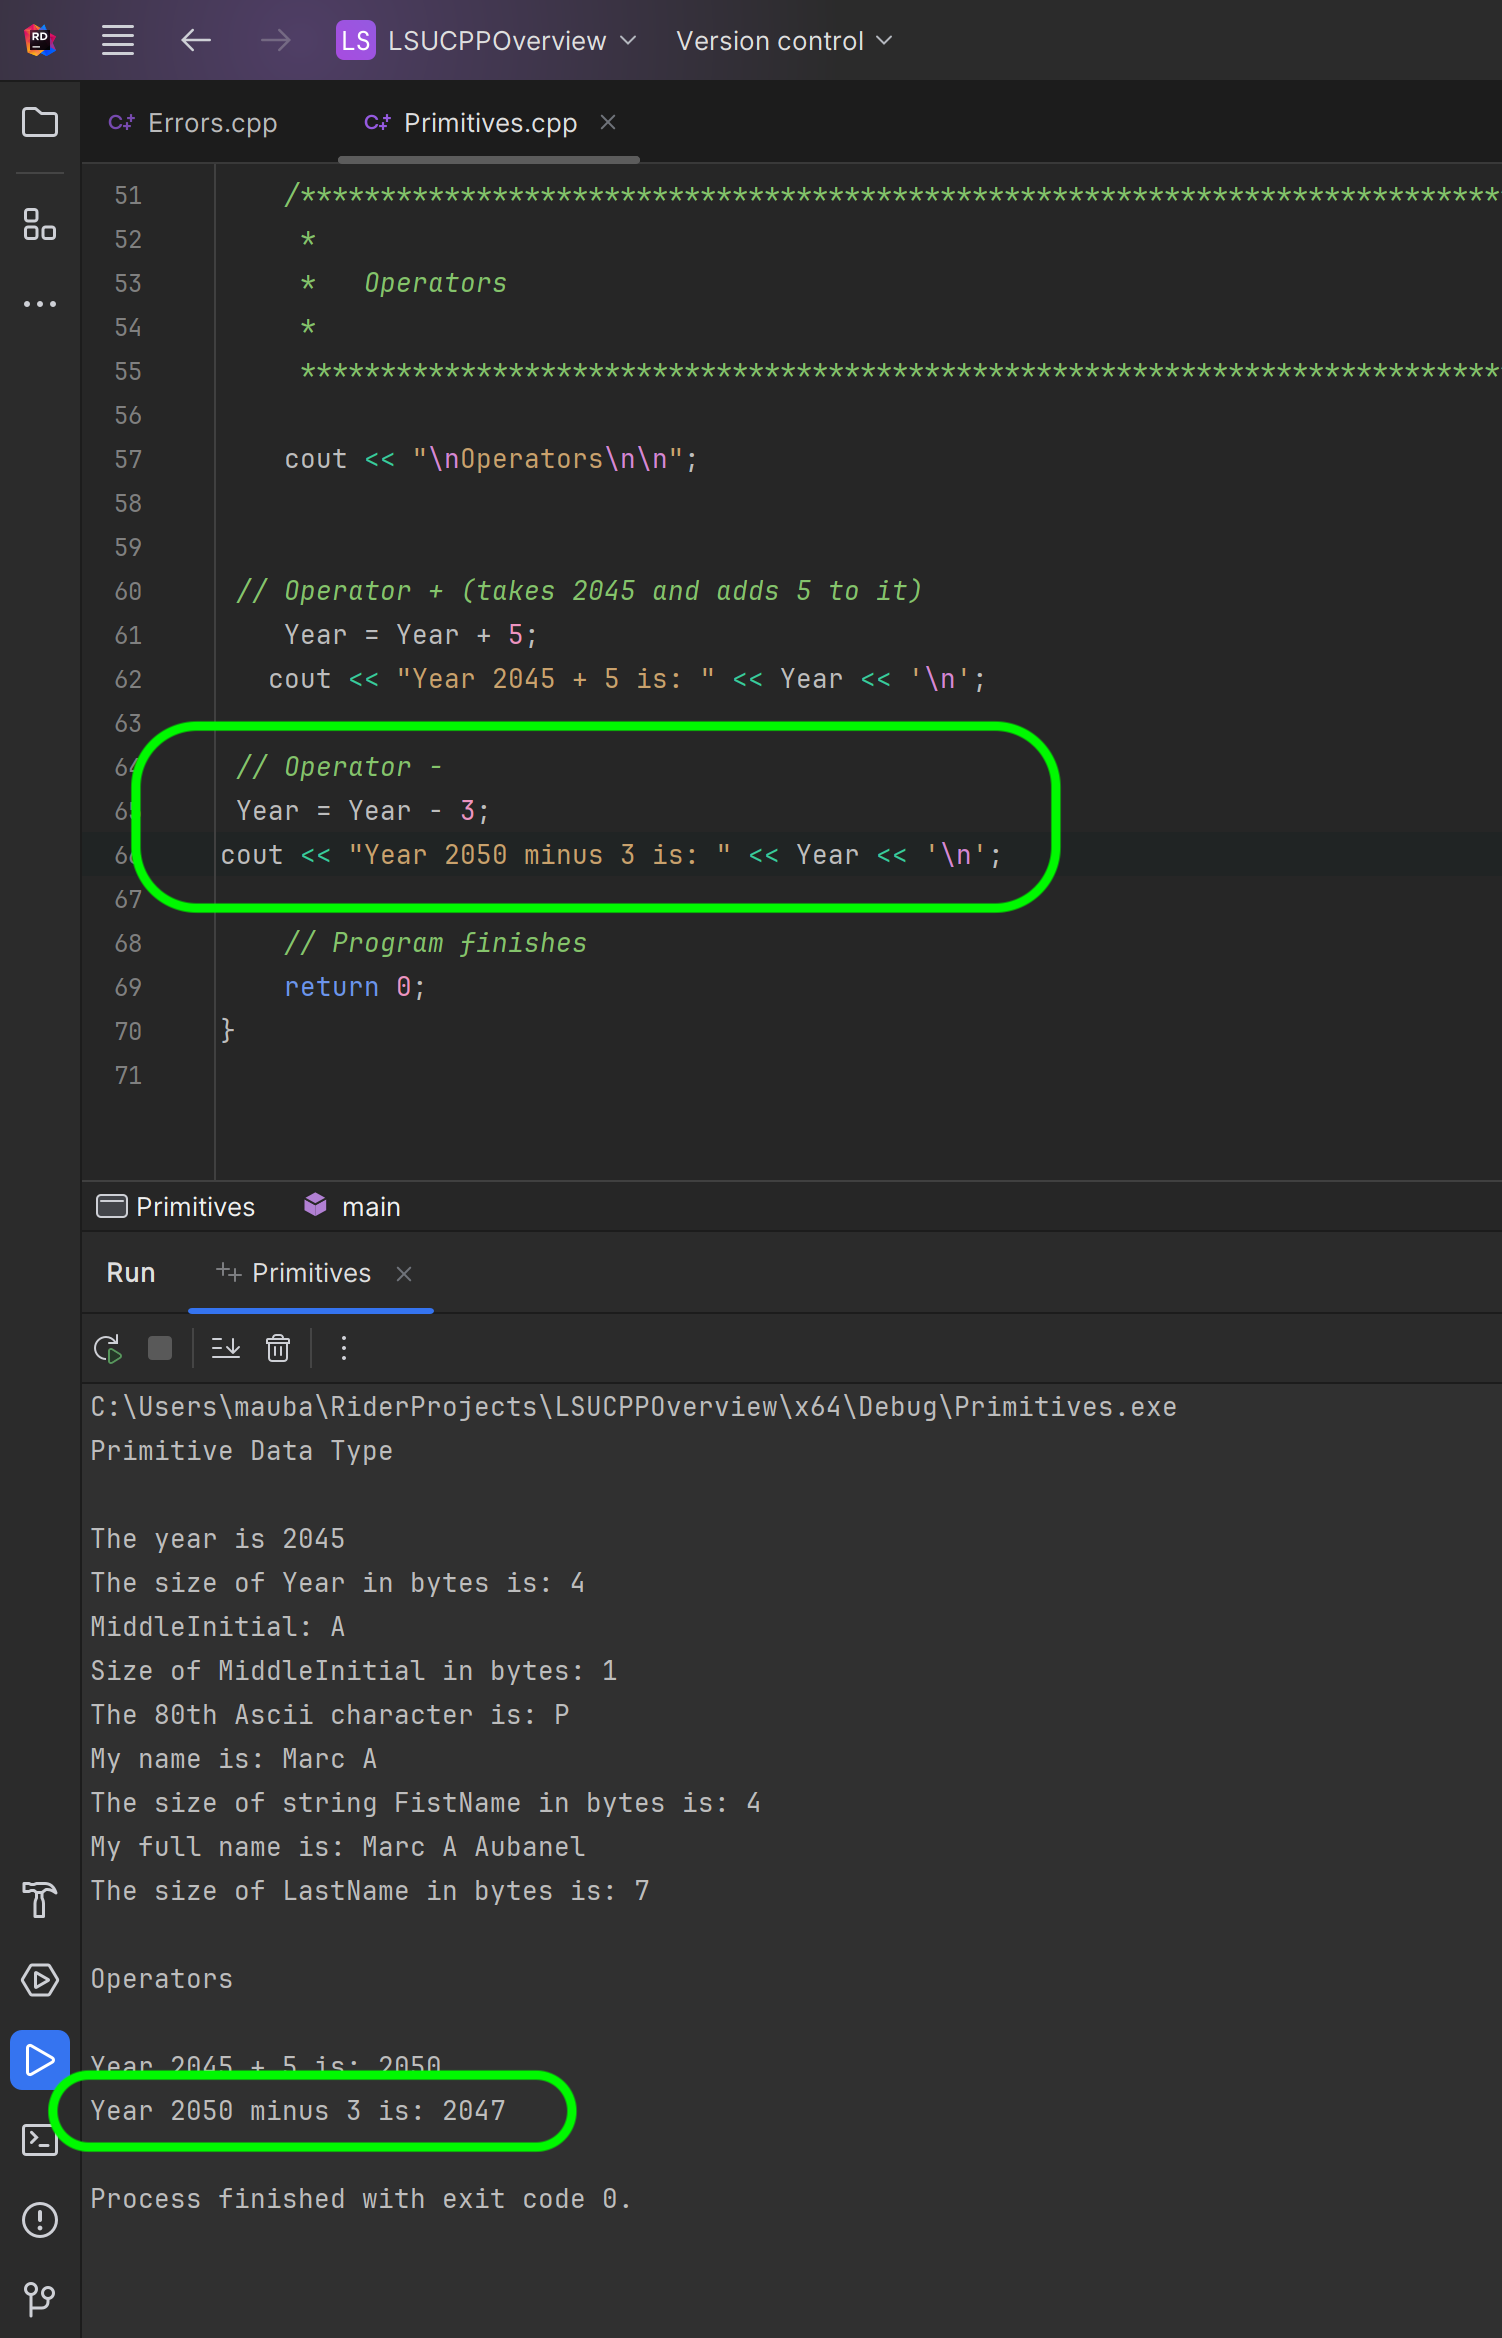 RD LS LSUCPPOverview Version control
Errors.cpp Primitives.cpp
51 /***************************************************************************
52 *
53 * Operators
54 *
55 ***************************************************************************
56
57 cout << "\nOperators\n\n";
58
59
60 // Operator + (takes 2045 and adds 5 to it)
61 Year = Year + 5;
62 cout << "Year 2045 + 5 is: " << Year << '\n';
63
64 // Operator -
65 Year = Year - 3;
66 cout << "Year 2050 minus 3 is: " << Year << '\n';
67
68 // Program finishes
69 return 0;
70 }
71
Primitives main
Run Primitives
C:\Users\mauba\RiderProjects\LSUCPPOverview\x64\Debug\Primitives.exe
Primitive Data Type
The year is 2045
The size of Year in bytes is: 4
MiddleInitial: A
Size of MiddleInitial in bytes: 1
The 80th Ascii character is: P
My name is: Marc A
The size of string FistName in bytes is: 4
My full name is: Marc A Aubanel
The size of LastName in bytes is: 7
Operators
Year 2045 + 5 is: 2050
Year 2050 minus 3 is: 2047
Process finished with exit code 0.